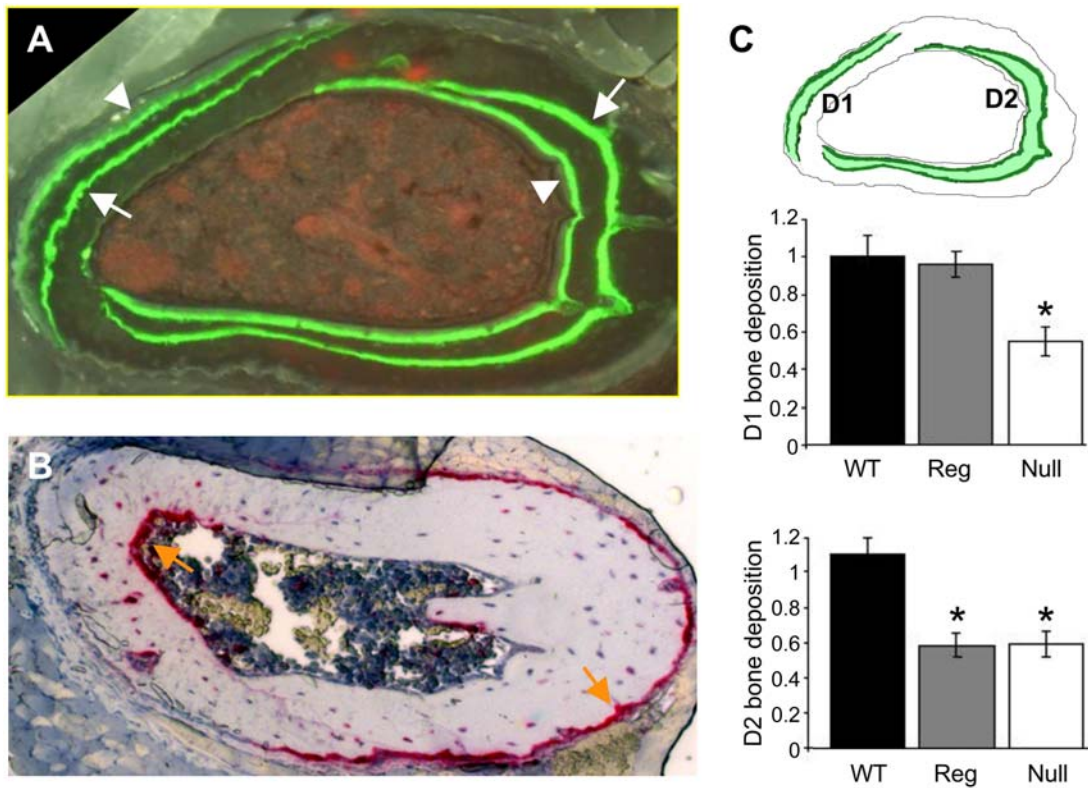 A
B
C
D1
D2
D1 bone deposition
1.2
1
0.8
0.6
0.4
0.2
0
*
WT
Reg
Null
D2 bone deposition
1.2
1
0.8
0.6
0.4
0.2
0
*
*
WT
Reg
Null